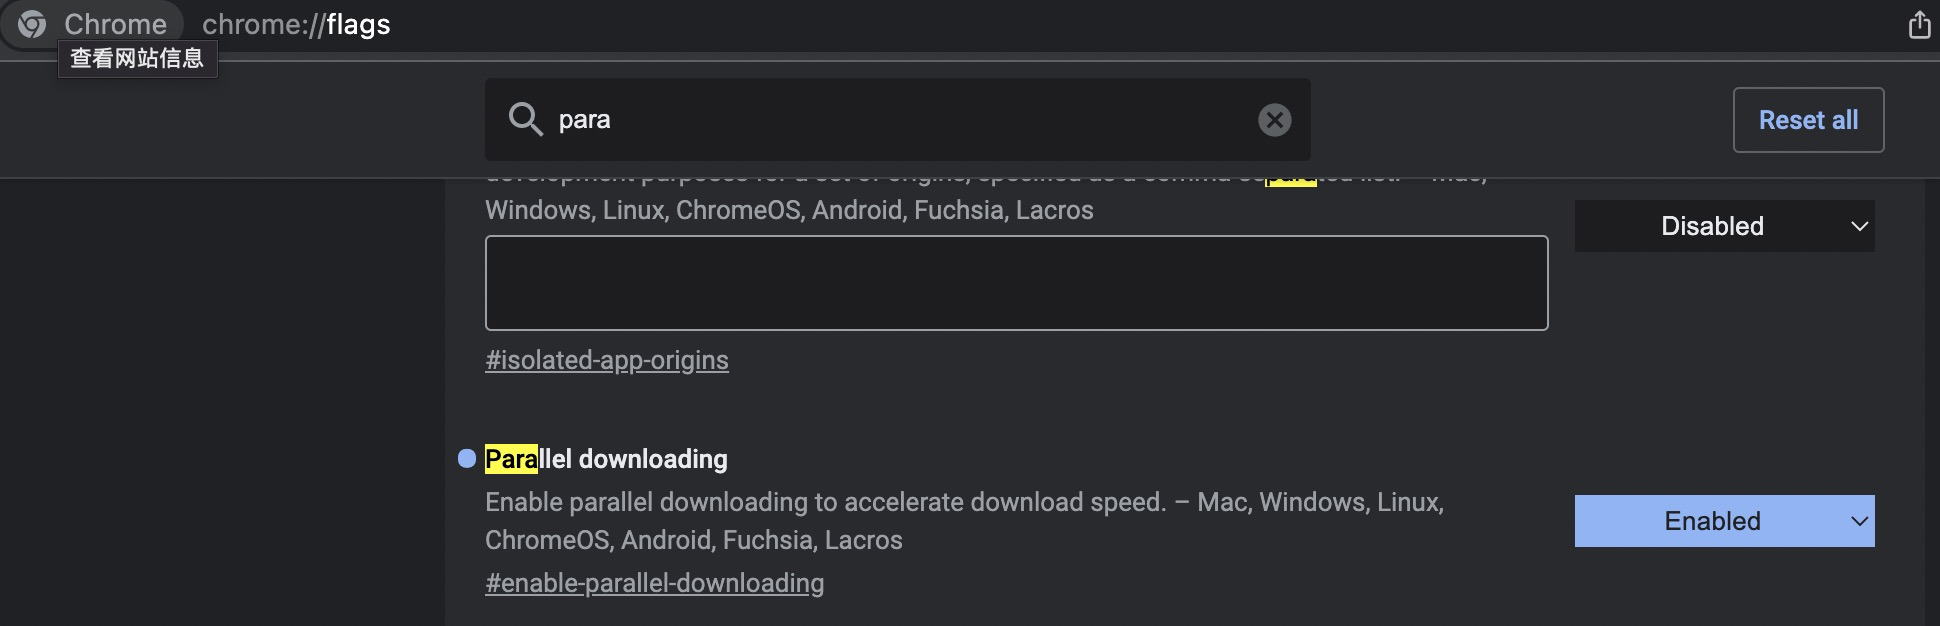 Chrome chrome://flags
查看网站信息
para
Reset all
development purposes for a set of origins, specified as a comma separated list. – Mac,
Windows, Linux, ChromeOS, Android, Fuchsia, Lacros
Disabled
#isolated-app-origins
Parallel downloading
Enable parallel downloading to accelerate download speed. – Mac, Windows, Linux,
ChromeOS, Android, Fuchsia, Lacros
Enabled
#enable-parallel-downloading